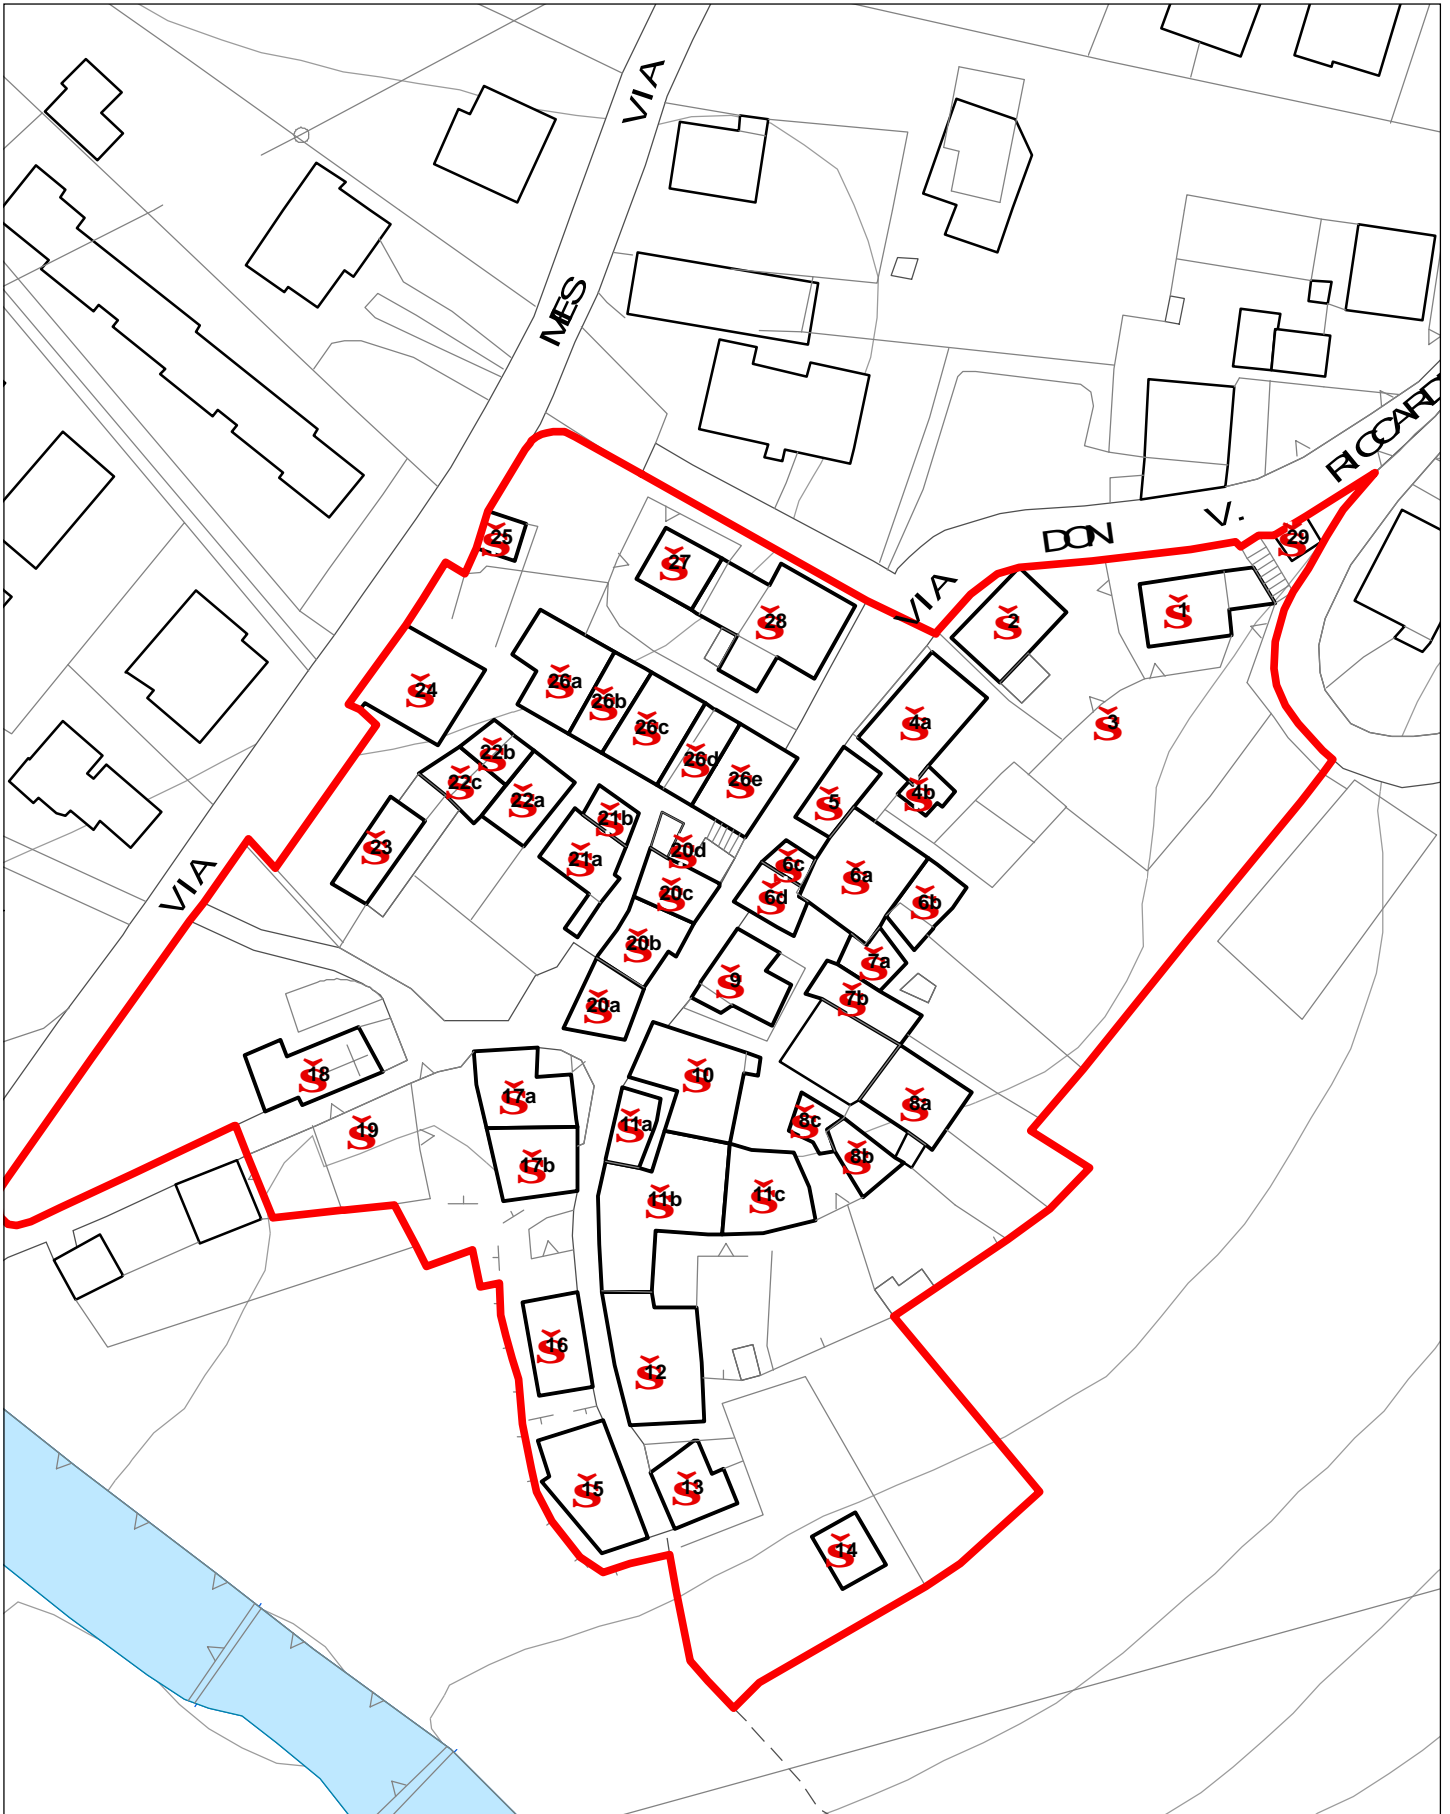 VIA
MES
RICCARD
V.
DON
VIA
VIA
š 25
š 29
š 27
š 28
š 2
š 1
š 24
š 26a
š 26b
š 26c
š 26d
š 26e
š 4a
š 3
š 22b
š 22c
š 22a
š 5
š 4b
š 21b
š 23
š 21a
š 20d
š 6c
š 6a
š 20c
š 6d
š 6b
š 20b
š 7a
š 9
š 7b
š 20a
š 18
š 10
š 17a
š 8a
š 19
š 11a
š 8c
š 17b
š 8b
š 11b
š 11c
š 16
š 12
š 15
š 13
š 14